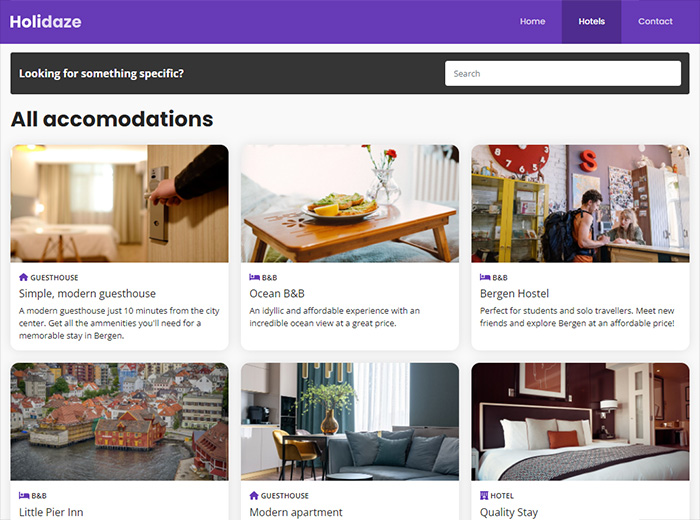 Holidaze
Home
Hotels
Contact
Looking for something specific?
Search
All accomodations
GUESTHOUSE
Simple, modern guesthouse
A modern guesthouse just 10 minutes from the city
center. Get all the ammenities you'll need for a
memorable stay in Bergen.
B&B
Ocean B&B
An idyllic and affordable experience with an
incredible ocean view at a great price.
S
B&B
Bergen Hostel
Perfect for students and solo travellers. Meet new
friends and explore Bergen at an affordable price!
B&B
Little Pier Inn
GUESTHOUSE
Modern apartment
HOTEL
Quality Stay